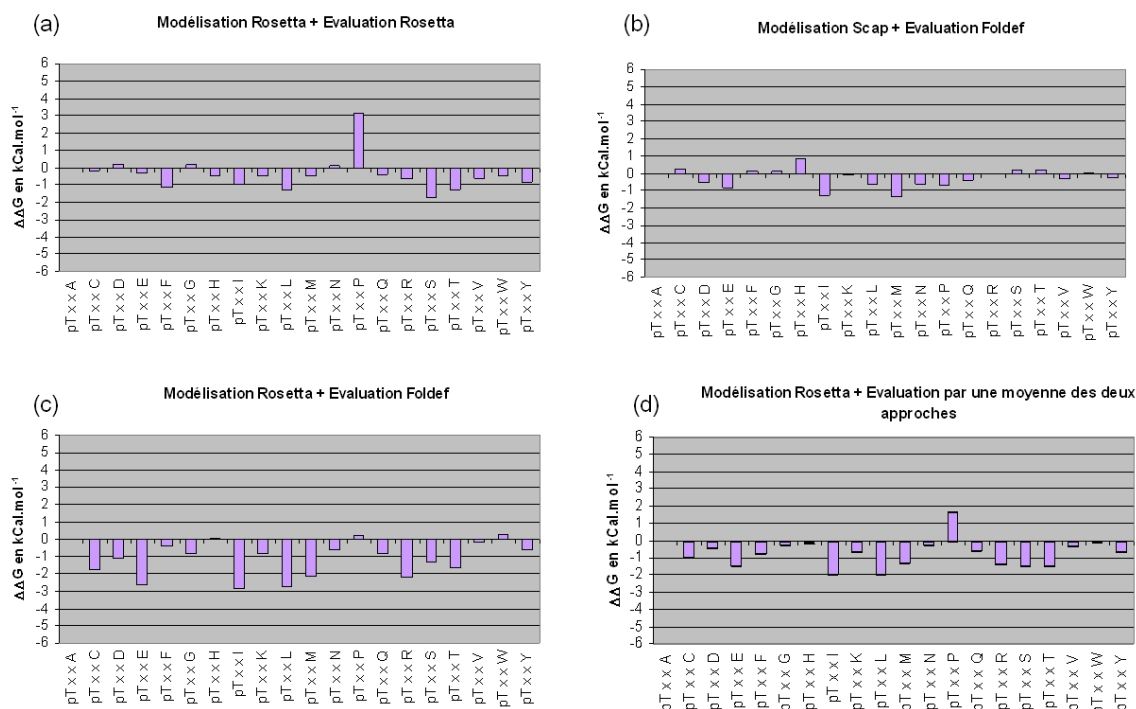 (a)
Modélisation Rosetta + Evaluation Rosetta
ΔΔG en kCal.mol⁻¹
6
5
4
3
2
1
0
-1
-2
-3
-4
-5
-6
pTxxA
pTxxC
pTxxD
pTxxE
pTxxF
pTxxG
pTxxH
pTxxI
pTxxK
pTxxL
pTxxM
pTxxN
pTxxP
pTxxQ
pTxxR
pTxxS
pTxxT
pTxxV
pTxxW
pTxxY
(b)
Modélisation Scap + Evaluation Foldef
ΔΔG en kCal.mol⁻¹
6
5
4
3
2
1
0
-1
-2
-3
-4
-5
-6
pTxxA
pTxxC
pTxxD
pTxxE
pTxxF
pTxxG
pTxxH
pTxxI
pTxxK
pTxxL
pTxxM
pTxxN
pTxxP
pTxxQ
pTxxR
pTxxS
pTxxT
pTxxV
pTxxW
pTxxY
(c)
Modélisation Rosetta + Evaluation Foldef
ΔΔG en kCal.mol⁻¹
6
5
4
3
2
1
0
-1
-2
-3
-4
-5
-6
pTxxA
pTxxC
pTxxD
pTxxE
pTxxF
pTxxG
pTxxH
pTxxI
pTxxK
pTxxL
pTxxM
pTxxN
pTxxP
pTxxQ
pTxxR
pTxxS
pTxxT
pTxxV
pTxxW
pTxxY
(d)
Modélisation Rosetta + Evaluation par une moyenne des deux
approches
ΔΔG en kCal.mol⁻¹
6
5
4
3
2
1
0
-1
-2
-3
-4
-5
-6
pTxxA
pTxxC
pTxxD
pTxxE
pTxxF
pTxxG
pTxxH
pTxxI
pTxxK
pTxxL
pTxxM
pTxxN
pTxxP
pTxxQ
pTxxR
pTxxS
pTxxT
pTxxV
pTxxW
pTxxY